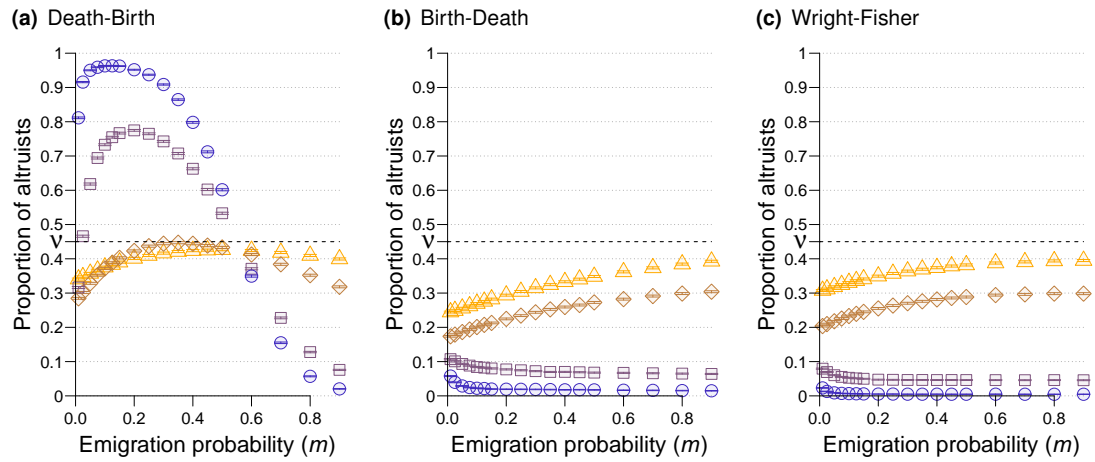 (a) Death-Birth
(b) Birth-Death
(c) Wright-Fisher
Proportion of altruists
1
0.9
0.8
0.7
0.6
0.5
ν
0.4
0.3
0.2
0.1
0
0.0 0.2 0.4 0.6 0.8
Emigration probability (m)
Proportion of altruists
1
0.9
0.8
0.7
0.6
0.5
ν
0.4
0.3
0.2
0.1
0
0.0 0.2 0.4 0.6 0.8
Emigration probability (m)
Proportion of altruists
1
0.9
0.8
0.7
0.6
0.5
ν
0.4
0.3
0.2
0.1
0
0.0 0.2 0.4 0.6 0.8
Emigration probability (m)